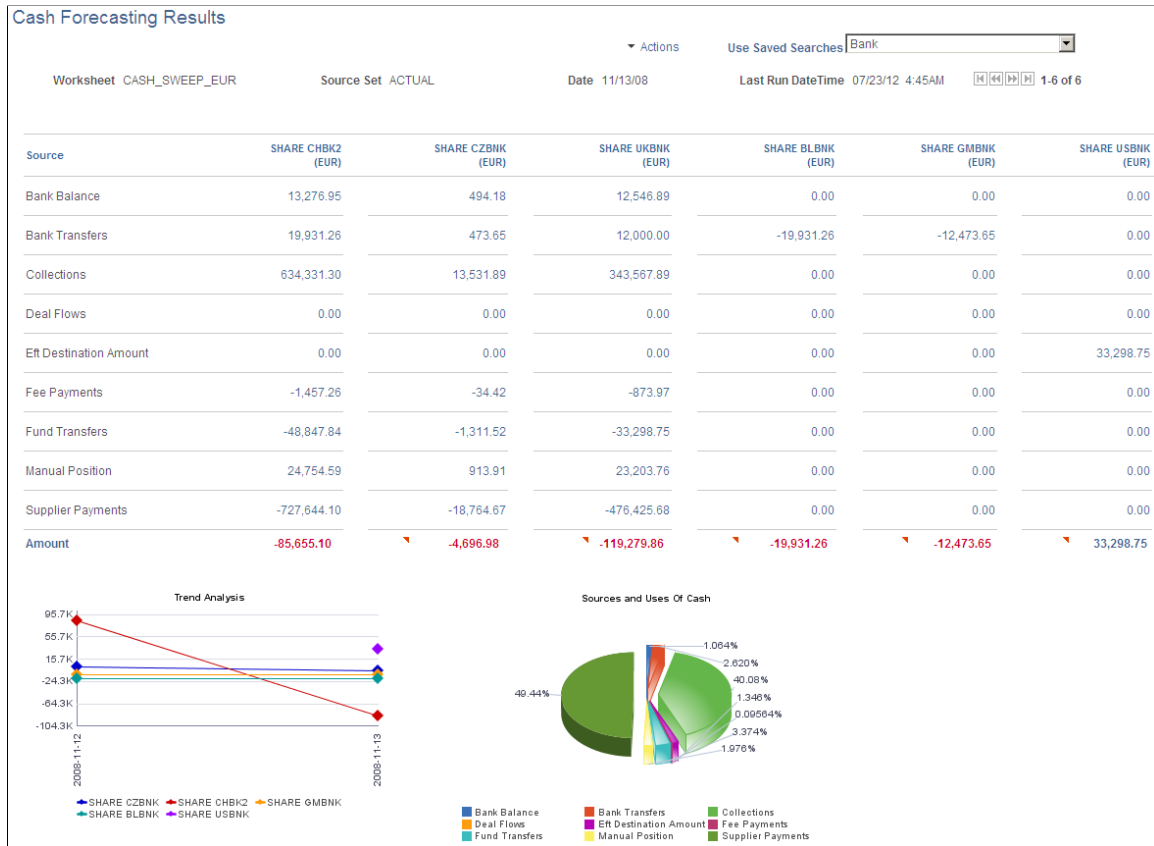 Cash Forecasting Results
Actions Use Saved Searches Bank
Worksheet CASH_SWEEP_EUR Source Set ACTUAL Date 11/13/08 Last Run DateTime 07/23/12 4:45AM 1-6 of 6
Source SHARE CHBK2 (EUR) SHARE CZBNK (EUR) SHARE UKBNK (EUR) SHARE BLBNK (EUR) SHARE GMBNK (EUR) SHARE USBNK (EUR)
Bank Balance 13,276.95 494.18 12,546.89 0.00 0.00 0.00
Bank Transfers 19,931.26 473.65 12,000.00 -19,931.26 -12,473.65 0.00
Collections 634,331.30 13,531.89 343,567.89 0.00 0.00 0.00
Deal Flows 0.00 0.00 0.00 0.00 0.00 0.00
Eft Destination Amount 0.00 0.00 0.00 0.00 0.00 33,298.75
Fee Payments -1,457.26 -34.42 -873.97 0.00 0.00 0.00
Fund Transfers -48,847.84 -1,311.52 -33,298.75 0.00 0.00 0.00
Manual Position 24,754.59 913.91 23,203.76 0.00 0.00 0.00
Supplier Payments -727,644.10 -18,764.67 -476,425.68 0.00 0.00 0.00
Amount -85,655.10 -4,696.98 -119,279.86 -19,931.26 -12,473.65 33,298.75
Trend Analysis
95.7K
55.7K
15.7K
-24.3K
-64.3K
-104.3K
2008-11-12
2008-11-13
SHARE CZBNK SHARE CHBK2 SHARE GMBNK
SHARE BLBNK SHARE USBNK
Sources and Uses Of Cash
1.064%
2.620%
40.08%
49.44%
1.346%
0.09564%
3.374%
1.976%
Bank Balance Bank Transfers Collections
Deal Flows Eft Destination Amount Fee Payments
Fund Transfers Manual Position Supplier Payments